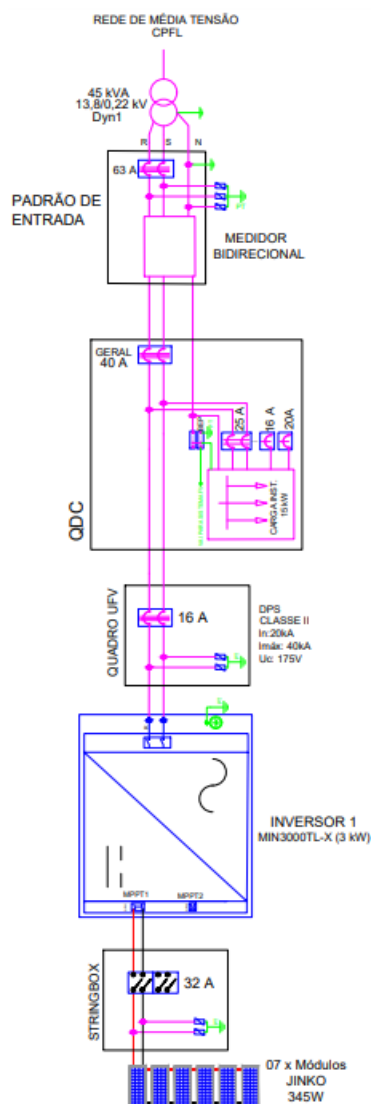 REDE DE MÉDIA TENSÃO
CPFL
45 kVA
13,8/0,22 kV
Dyn1
R S N
63 A
PADRÃO DE
ENTRADA
MEDIDOR
BIDIRECIONAL
GERAL
40 A
25 A
16 A
20A
CARGA INST.
15 kW
QDC
QUADRO UFV
16 A
DPS
CLASSE II
In:20kA
Imáx: 40kA
Uc: 175V
INVERSOR 1
MIN3000TL-X (3 kW)
MPPT1
MPPT2
STRINGBOX
32 A
07 x Módulos
JINKO
345W